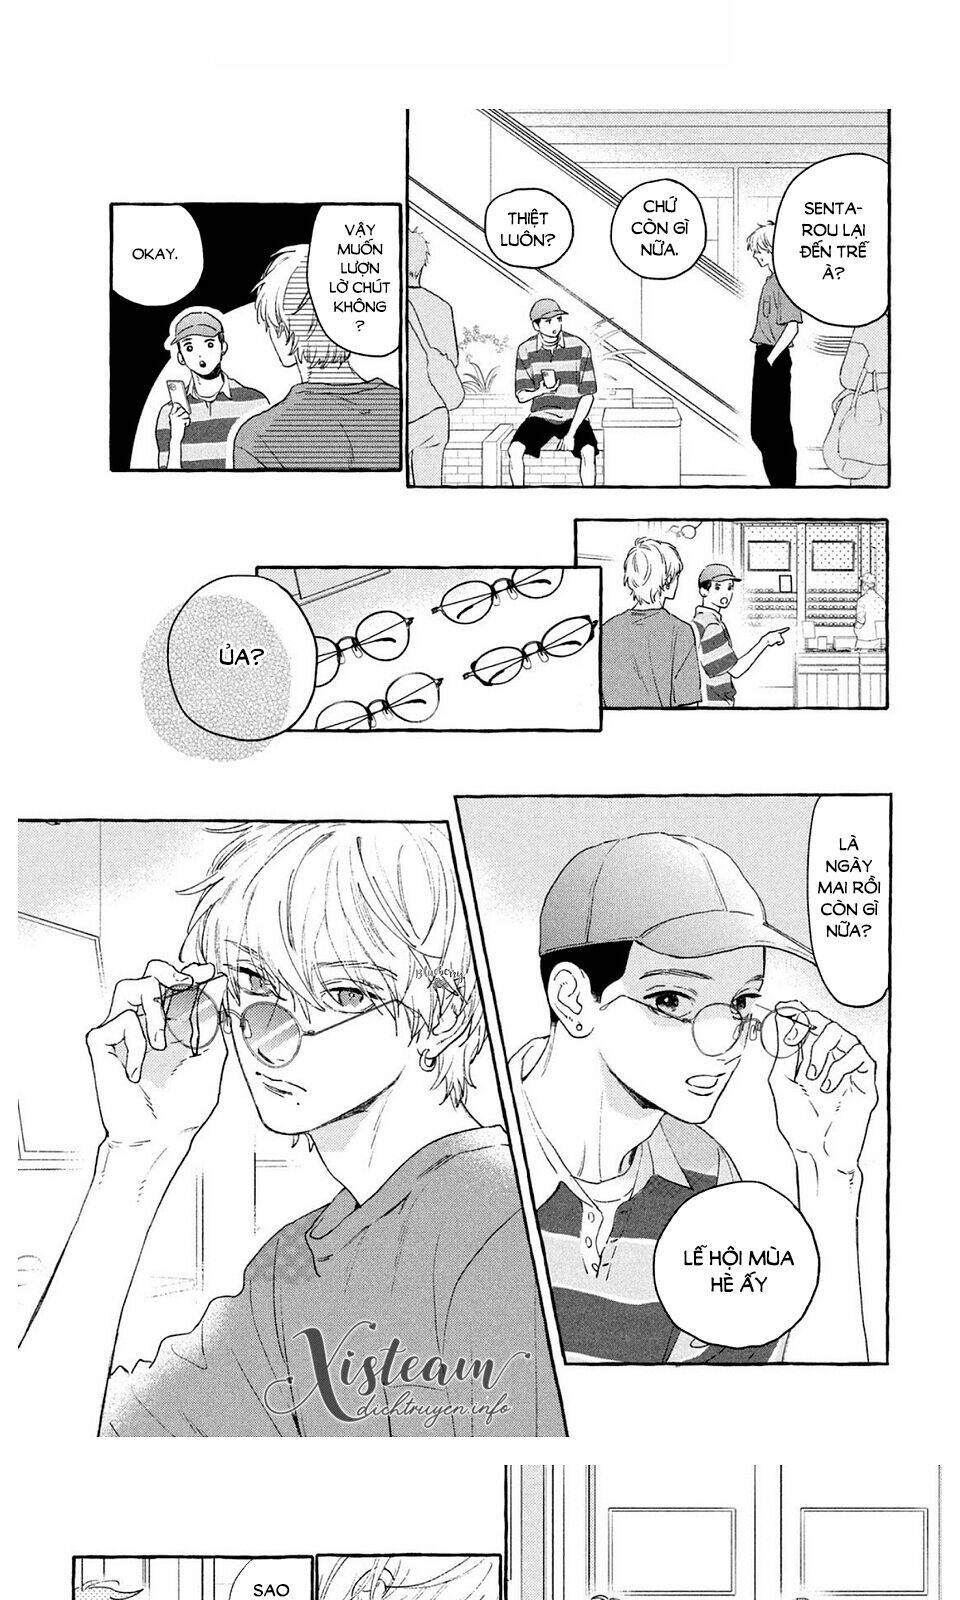 SENTA-
ROU LẠI
ĐẾN TRỄ
À?
CHỨ
CÒN GÌ
NỮA.
THIỆT
LUÔN?
VẬY
MUỐN
LƯỢN
LỜ CHÚT
KHÔNG
?
OKAY.
ỦA?
LÀ
NGÀY
MAI RỒI
CÒN GÌ
NỮA?
LỄ HỘI MÙA
HÈ ẤY
Blueberry
Xisteam
dichtruyen.info
SAO